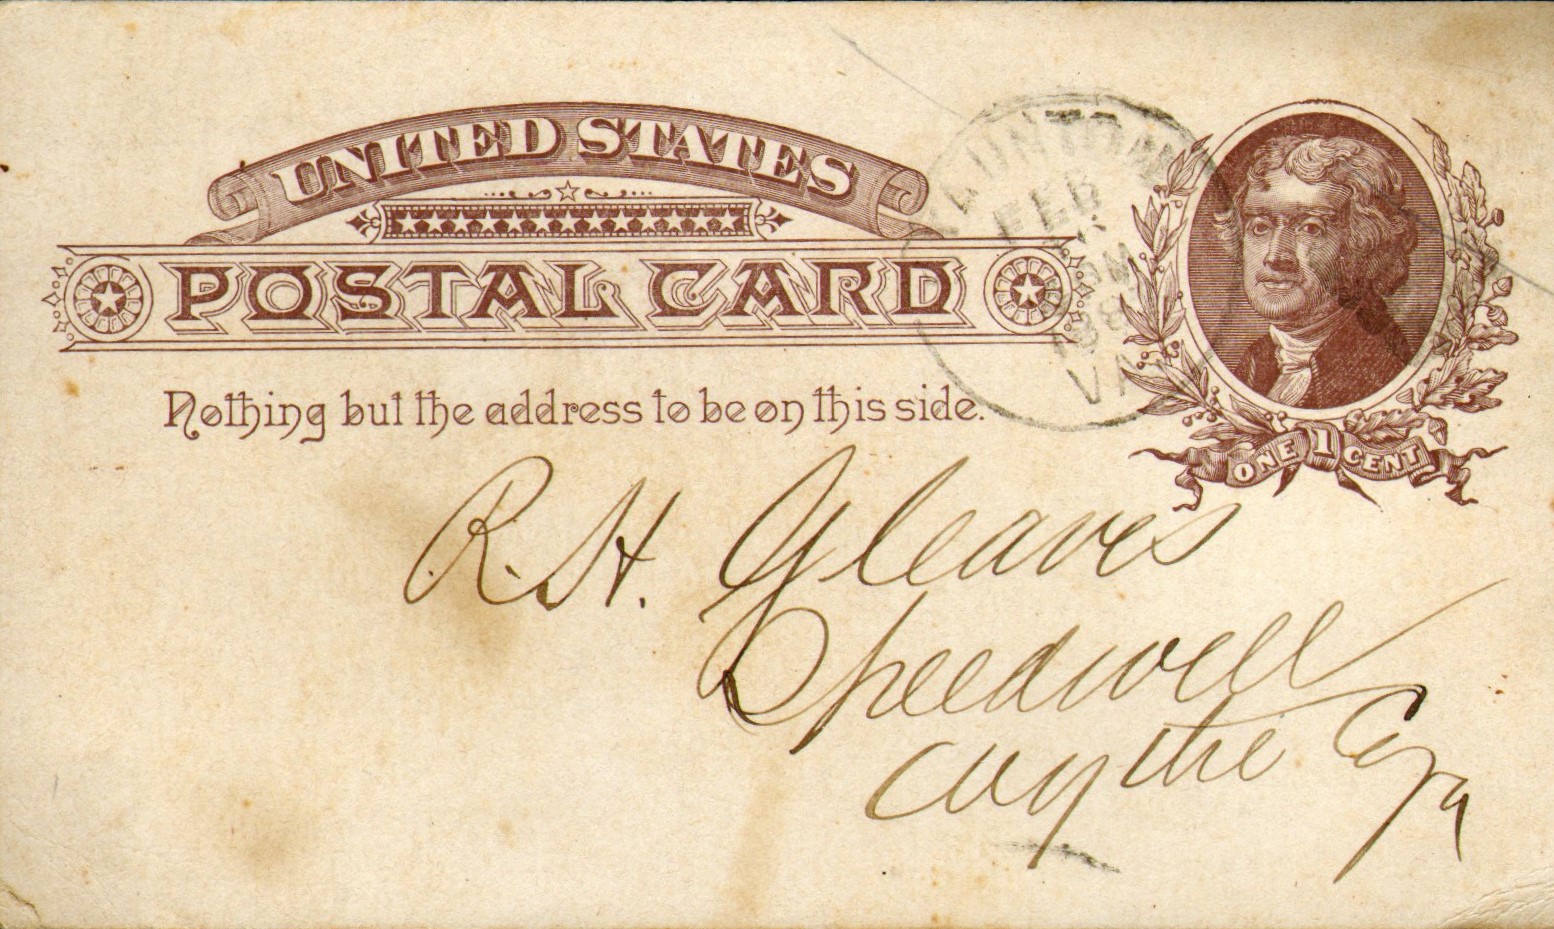 UNITED STATES
POSTAL CARD
Nothing but the address to be on this side.
AUNTON
FEB
VA
ONE 1 CENT
R. H. Gleaves
Speedwell
Wythe Co
Va